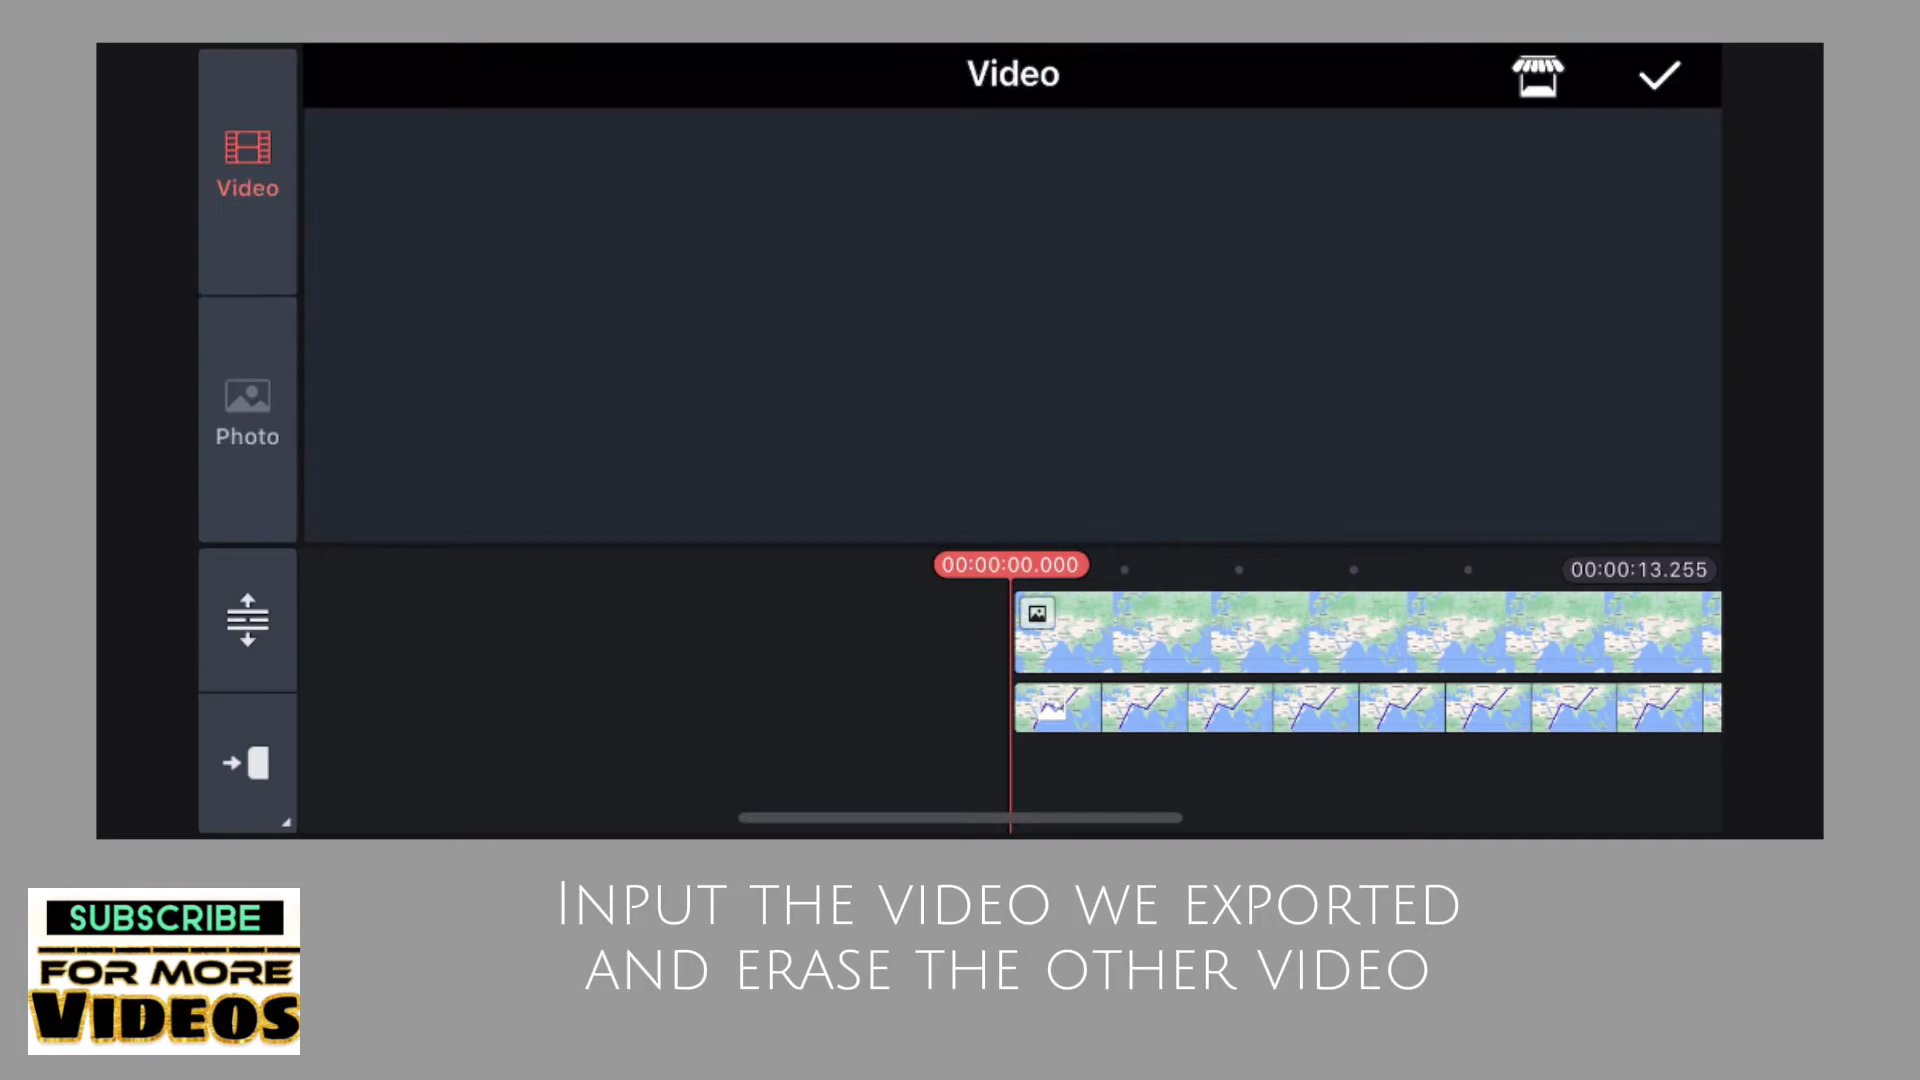 Video
Video
Photo
00:00:00.000
00:00:13.255
INPUT THE VIDEO WE EXPORTED
AND ERASE THE OTHER VIDEO
SUBSCRIBE
FOR MORE
VIDEOS